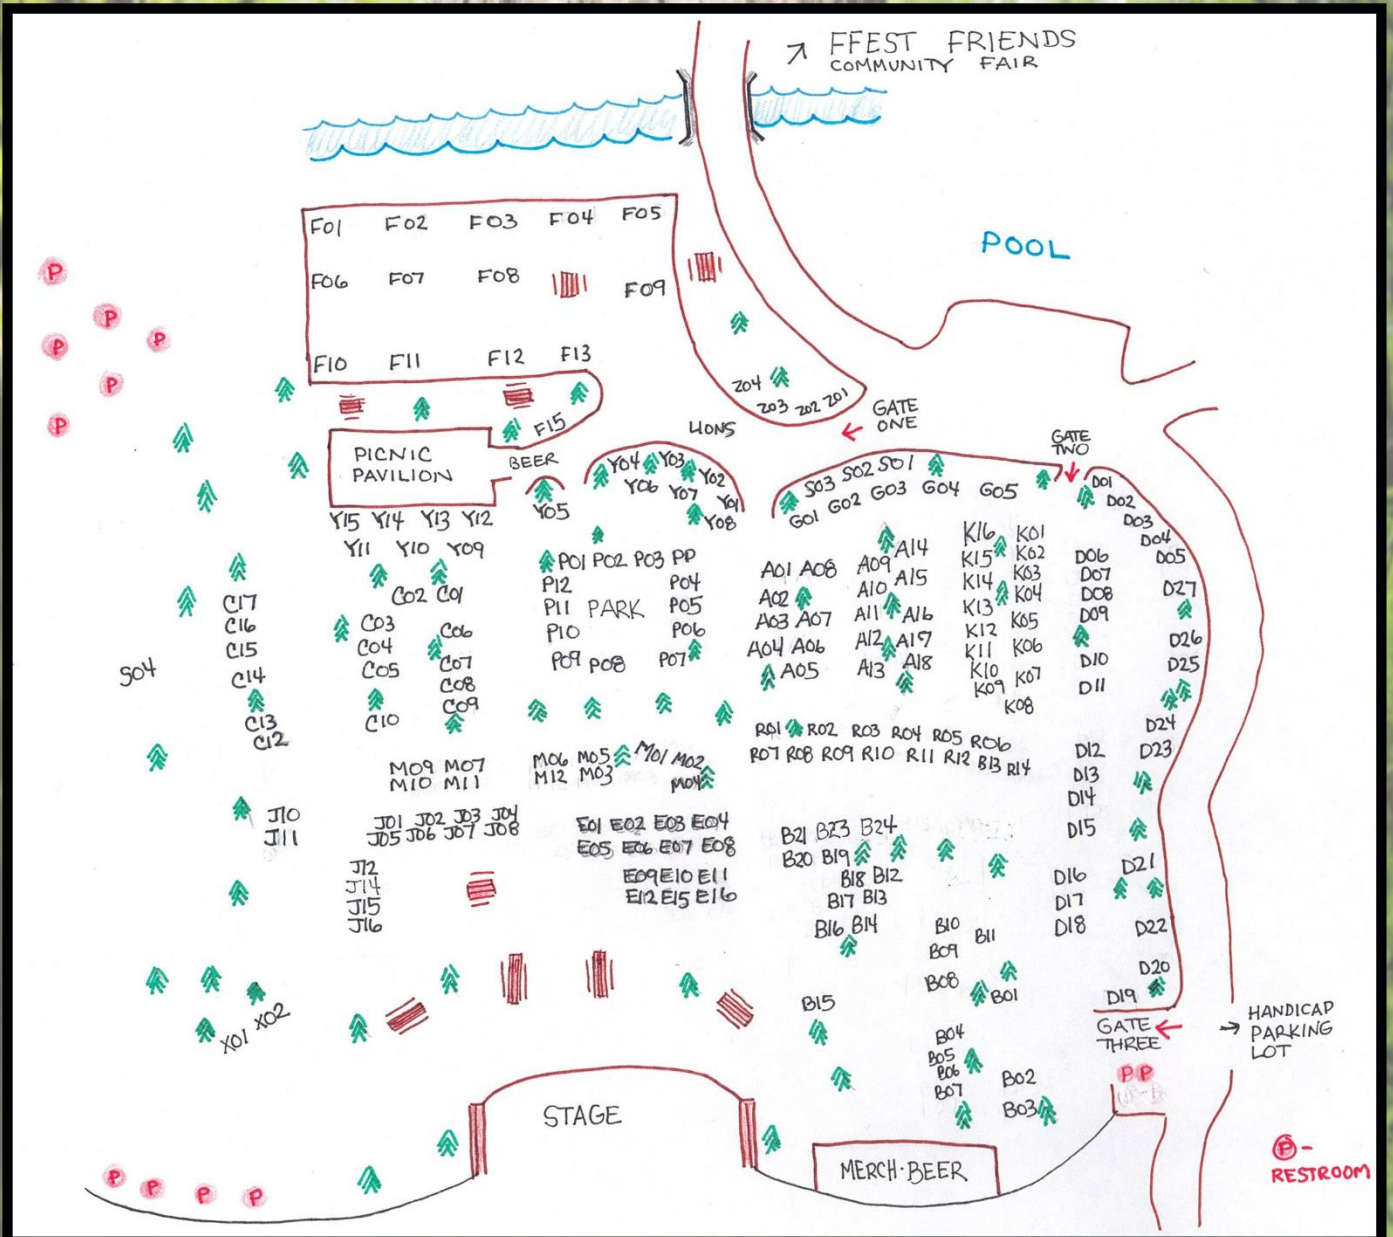 ↗ FFEST FRIENDS
COMMUNITY FAIR
POOL
F01 F02 F03 F04 F05
F06 F07 F08 F09
F10 F11 F12 F13
F15
P
P
P
P
P
P
Z04
Z03 Z02 Z01
GATE
ONE
LIONS
GATE
TWO
PICNIC
PAVILION
BEER
Y04 Y03 Y02
Y06 Y07 Y01
Y05 Y08
S03 S02 S01
G01 G02 G03 G04 G05
D01
D02
D03
D04
D05
Y15 Y14 Y13 Y12
Y11 Y10 Y09
C02 C01
P01 P02 P03 PP
P12 P04
P11 PARK P05
P10 P06
P09 P08 P07
A01 A08 A09 A14
A02 A10 A15
A03 A07 A11 A16
A04 A06 A12 A17
A05 A13 A18
K16 K01
K15 K02
K14 K03
K04
K13 K05
K12
K11 K06
K10 K07
K09 K08
D06
D07
D08
D09
D10
D11
D27
D26
D25
D24
D23
C17
C16
C15
C14
C13
C12
C03 C06
C04
C05 C07
C08
C09
C10
S04
R01 R02 R03 R04 R05 R06
R07 R08 R09 R10 R11 R12 B13 R14
D12
D13
D14
D15
M09 M07
M10 M11
M06 M05 M01 M02
M12 M03 M04
J10
J11
J01 J02 J03 J04
J05 J06 J07 J08
E01 E02 E03 E04
E05 E06 E07 E08
E09 E10 E11
E12 E15 E16
B21 B23 B24
B20 B19
B18 B12
B17 B13
B16 B14
J12
J14
J15
J16
D16
D17
D18
D21
D22
D20
D19
B10
B09 B11
B08
B01
B15
B04
B05
B06
B07
B02
B03
X01 X02
GATE
THREE
P P
→ HANDICAP
PARKING
LOT
STAGE
MERCH·BEER
P
P
P
P
P -
RESTROOM